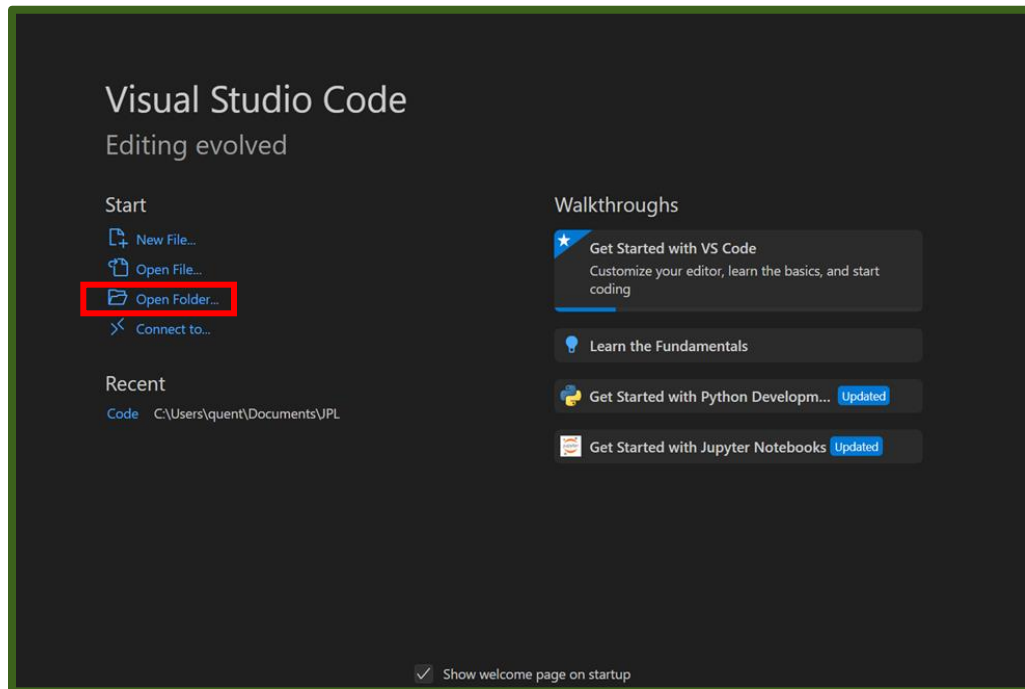 Visual Studio Code
Editing evolved
Start
New File...
Open File...
Open Folder...
Connect to...
Recent
Code C:\Users\quent\Documents\JPL
Walkthroughs
Get Started with VS Code
Customize your editor, learn the basics, and start
coding
Learn the Fundamentals
Get Started with Python Developm... Updated
Get Started with Jupyter Notebooks Updated
Show welcome page on startup